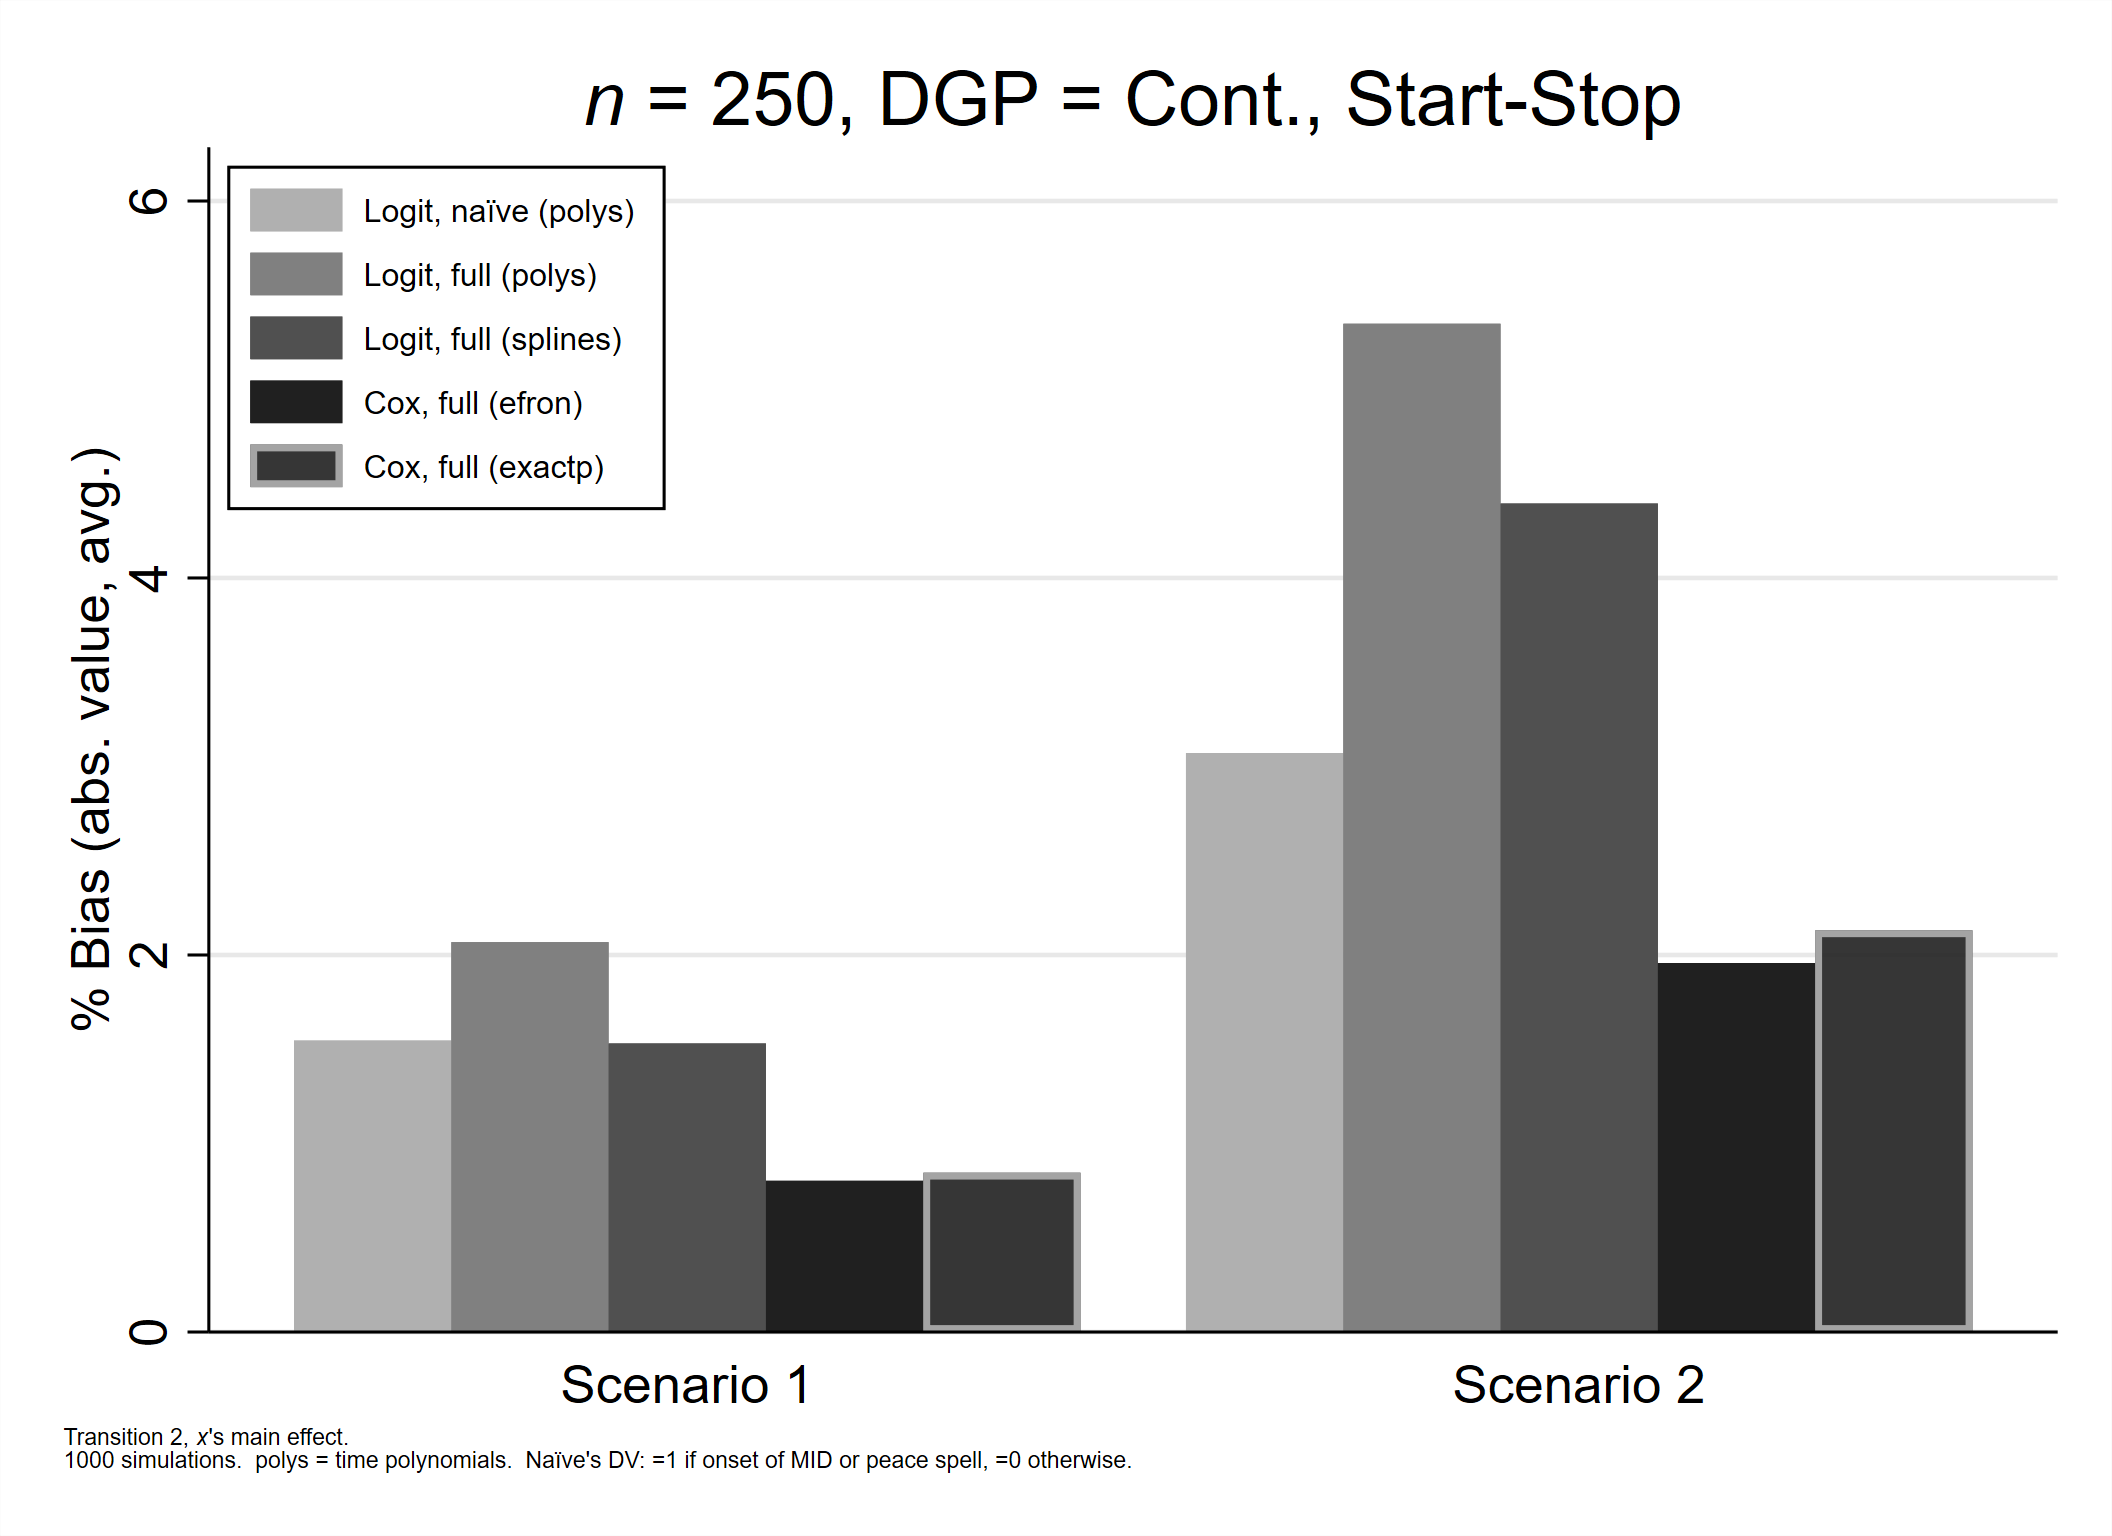 n = 250, DGP = Cont., Start-Stop
Logit, naïve (polys)
Logit, full (polys)
Logit, full (splines)
Cox, full (efron)
Cox, full (exactp)
% Bias (abs. value, avg.)
6
4
2
0
Scenario 1
Scenario 2
Transition 2, x's main effect.
1000 simulations.  polys = time polynomials.  Naïve's DV: =1 if onset of MID or peace spell, =0 otherwise.